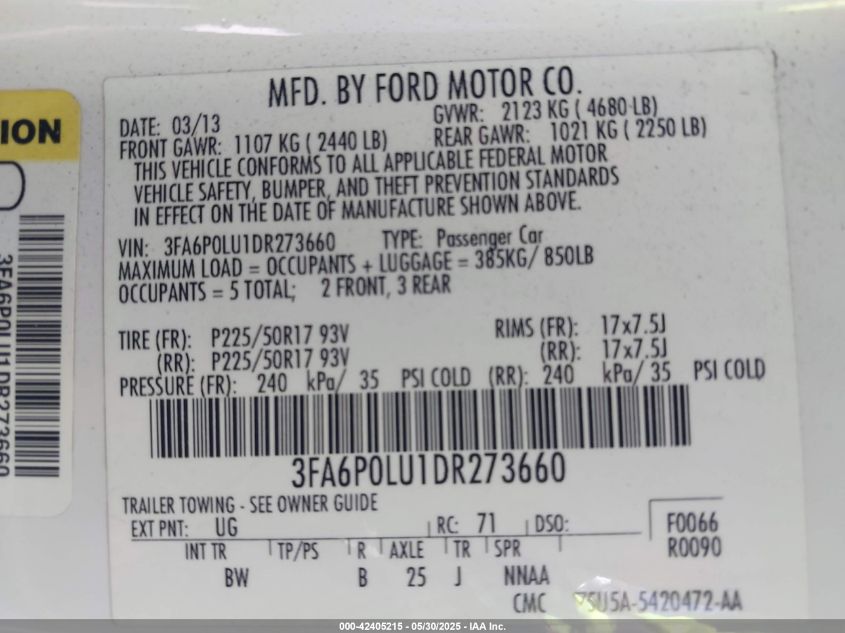 MFD. BY FORD MOTOR CO.
DATE: 03/13 GVWR: 2123 KG ( 4680 LB)
FRONT GAWR: 1107 KG ( 2440 LB) REAR GAWR: 1021 KG ( 2250 LB)
THIS VEHICLE CONFORMS TO ALL APPLICABLE FEDERAL MOTOR
VEHICLE SAFETY, BUMPER, AND THEFT PREVENTION STANDARDS
IN EFFECT ON THE DATE OF MANUFACTURE SHOWN ABOVE.
VIN: 3FA6P0LU1DR273660 TYPE: Passenger Car
MAXIMUM LOAD = OCCUPANTS + LUGGAGE = 385KG/ 850LB
OCCUPANTS = 5 TOTAL; 2 FRONT, 3 REAR
TIRE (FR): P225/50R17 93V RIMS (FR): 17x7.5J
(RR): P225/50R17 93V (RR): 17x7.5J
PRESSURE (FR): 240 kPa/ 35 PSI COLD (RR): 240 kPa/ 35 PSI COLD
3FA6P0LU1DR273660
TRAILER TOWING - SEE OWNER GUIDE
EXT PNT: UG RC: 71 DSO: F0066
R0090
INT TR TP/PS R AXLE TR SPR
BW B 25 J NNAA
CMC 5U5A-5420472-AA
ION
3FA6P0LU1DR273660
000-42405215 - 05/30/2025 - IAA Inc.